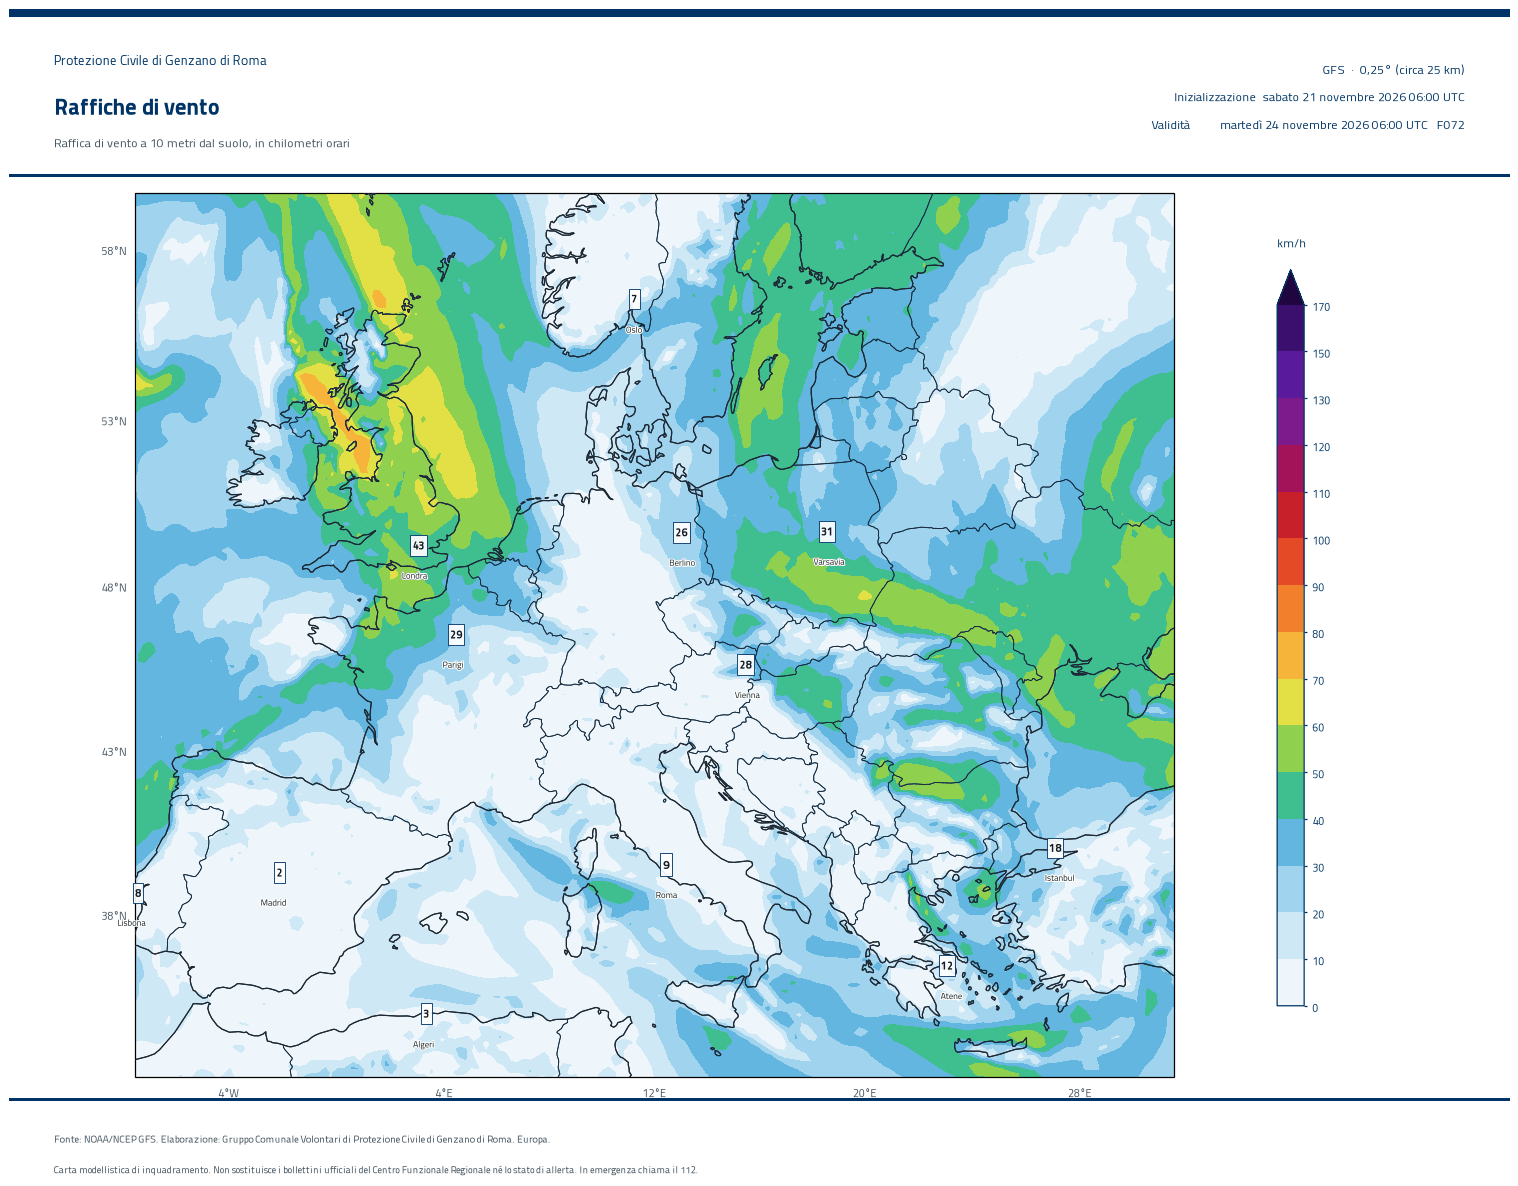 Protezione Civile di Genzano di Roma
Raffiche di vento
Raffica di vento a 10 metri dal suolo, in chilometri orari
GFS · 0,25° (circa 25 km)
Inizializzazione sabato 21 novembre 2026 06:00 UTC
Validità martedì 24 novembre 2026 06:00 UTC F072
58°N
53°N
48°N
43°N
38°N
4°W
4°E
12°E
20°E
28°E
7
Oslo
43
Londra
26
Berlino
31
Varsavia
29
Parigi
28
Vienna
2
Madrid
8
Lisbona
9
Roma
18
Istanbul
12
Atene
3
Algeri
km/h
170
150
130
120
110
100
90
80
70
60
50
40
30
20
10
0
Fonte: NOAA/NCEP GFS. Elaborazione: Gruppo Comunale Volontari di Protezione Civile di Genzano di Roma. Europa.
Carta modellistica di inquadramento. Non sostituisce i bollettini ufficiali del Centro Funzionale Regionale né lo stato di allerta. In emergenza chiama il 112.